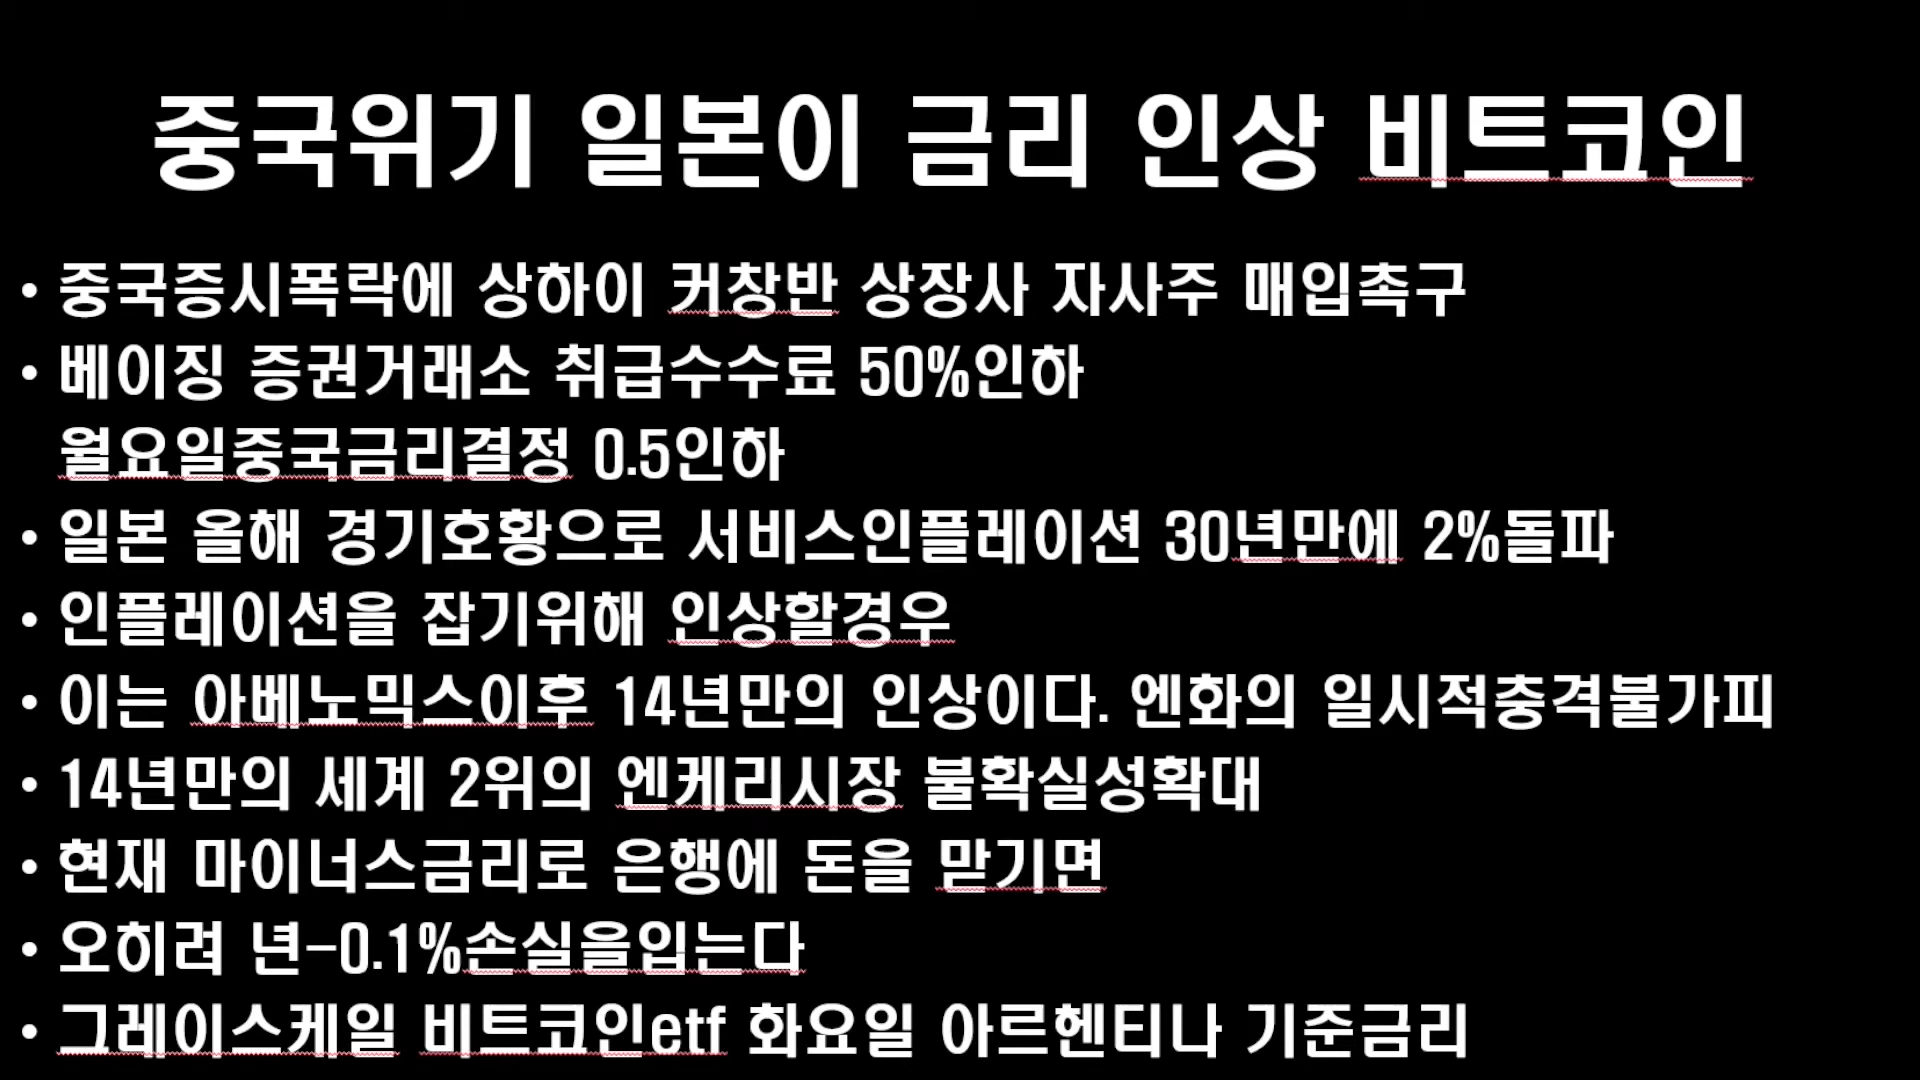 중국위기 일본이 금리 인상 비트코인
• 중국증시폭락에 상하이 커창반 상장사 자사주 매입촉구
• 베이징 증권거래소 취급수수료 50%인하
월요일중국금리결정 0.5인하
• 일본 올해 경기호황으로 서비스인플레이션 30년만에 2%돌파
• 인플레이션을 잡기위해 인상할경우
• 이는 아베노믹스이후 14년만의 인상이다. 엔화의 일시적충격불가피
• 14년만의 세계 2위의 엔케리시장 불확실성확대
• 현재 마이너스금리로 은행에 돈을 맏기면
• 오히려 년-0.1%손실을입는다
• 그레이스케일 비트코인etf 화요일 아르헨티나 기준금리